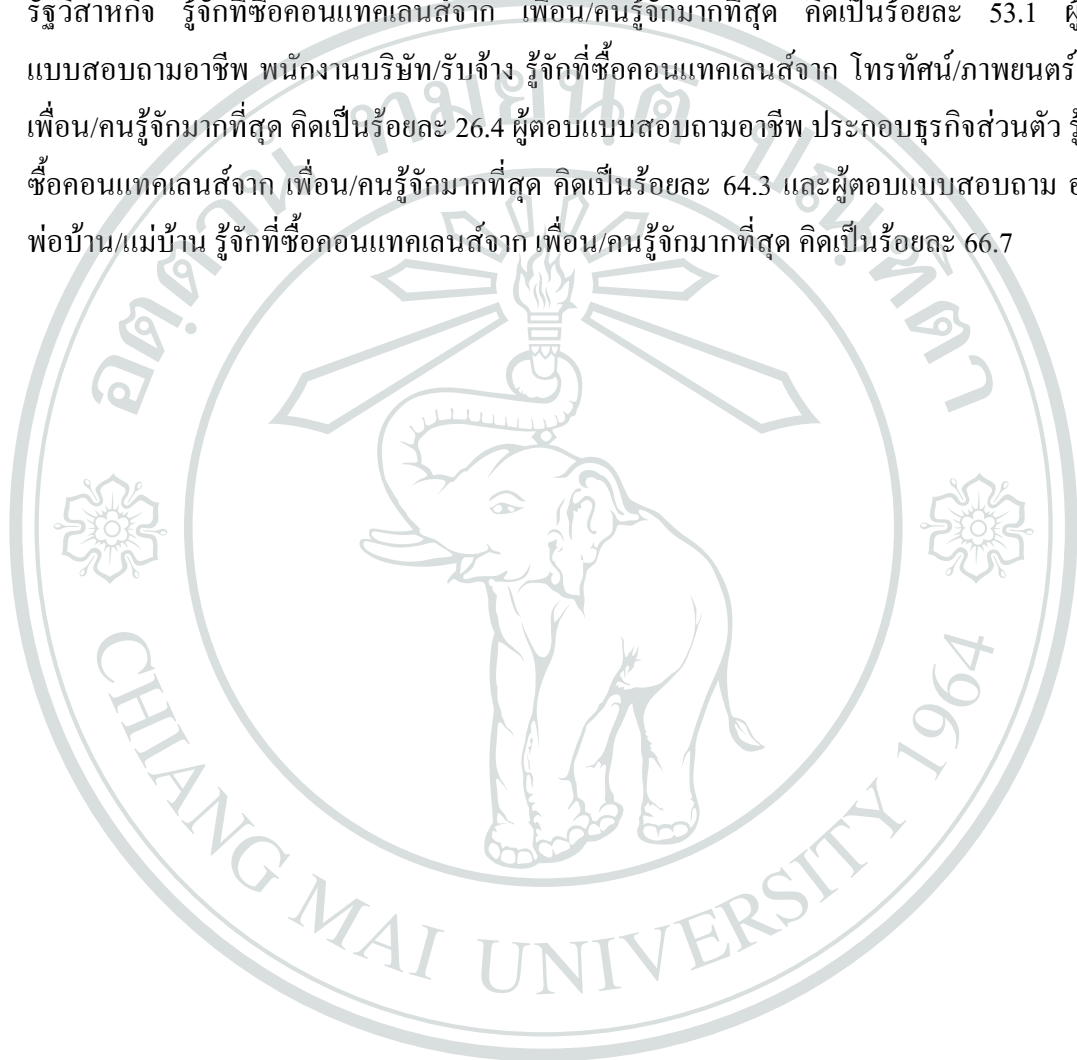 รัฐวิสาหกิจ รู้จักที่ซื้อคอนแทคเลนส์จาก เพื่อน/คนรู้จักมากที่สุด คิดเป็นร้อยละ 53.1
แบบสอบถามอาชีพ พนักงานบริษัท/รับจ้าง รู้จักที่ซื้อคอนแทคเลนส์จาก โทรทัศน์/ภาพยนตร์
เพื่อน/คนรู้จักมากที่สุด คิดเป็นร้อยละ 26.4 ผู้ตอบแบบสอบถามอาชีพ ประกอบธุรกิจส่วนตัว
ซื้อคอนแทคเลนส์จาก เพื่อน/คนรู้จักมากที่สุด คิดเป็นร้อยละ 64.3 และผู้ตอบแบบสอบถาม
พ่อบ้าน/แม่บ้าน รู้จักที่ซื้อคอนแทคเลนส์จาก เพื่อน/คนรู้จักมากที่สุด คิดเป็นร้อยละ 66.7
อตฺตานํ ทมยนฺติ ปณฺฑิตา
CHIANG MAI UNIVERSITY 1964